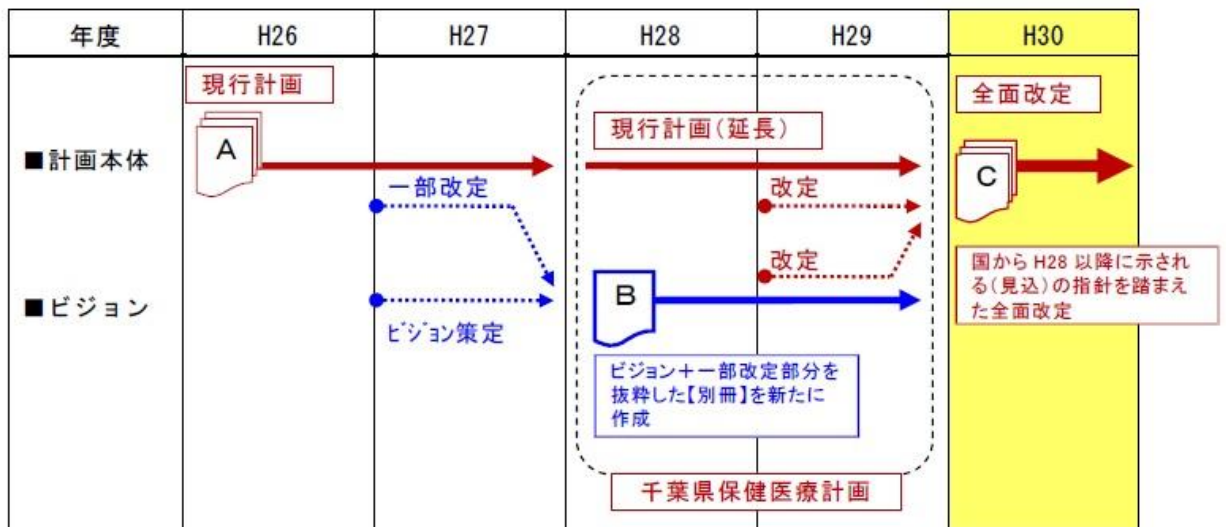 年度 H26 H27 H28 H29 H30
現行計画
全面改定
現行計画(延長)
■計画本体
A
C
一部改定
改定
改定
国から H28 以降に示され
る(見込)の指針を踏まえ
た全面改定
■ビジョン
B
ビジョン策定
ビジョン+一部改定部分を
抜粋した【別冊】を新たに
作成
千葉県保健医療計画